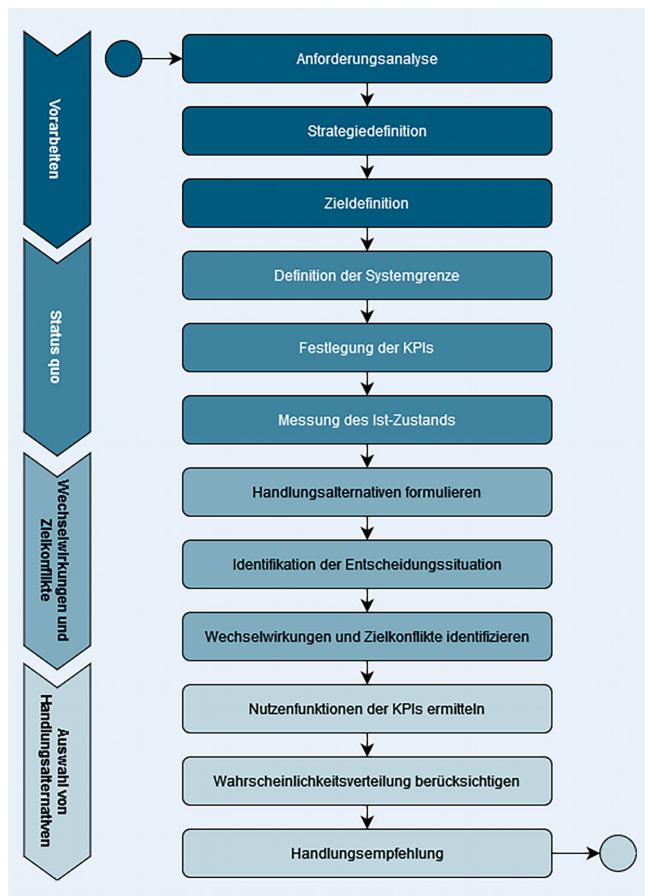 Vorarbeiten
Anforderungsanalyse
Strategiedefinition
Zieldefinition
Status quo
Definition der Systemgrenze
Festlegung der KPIs
Messung des Ist-Zustands
Wechselwirkungen und
Zielkonflikte
Handlungsalternativen formulieren
Identifikation der Entscheidungssituation
Wechselwirkungen und Zielkonflikte identifizieren
Auswahl von
Handlungsalternativen
Nutzenfunktionen der KPIs ermitteln
Wahrscheinlichkeitsverteilung berücksichtigen
Handlungsempfehlung